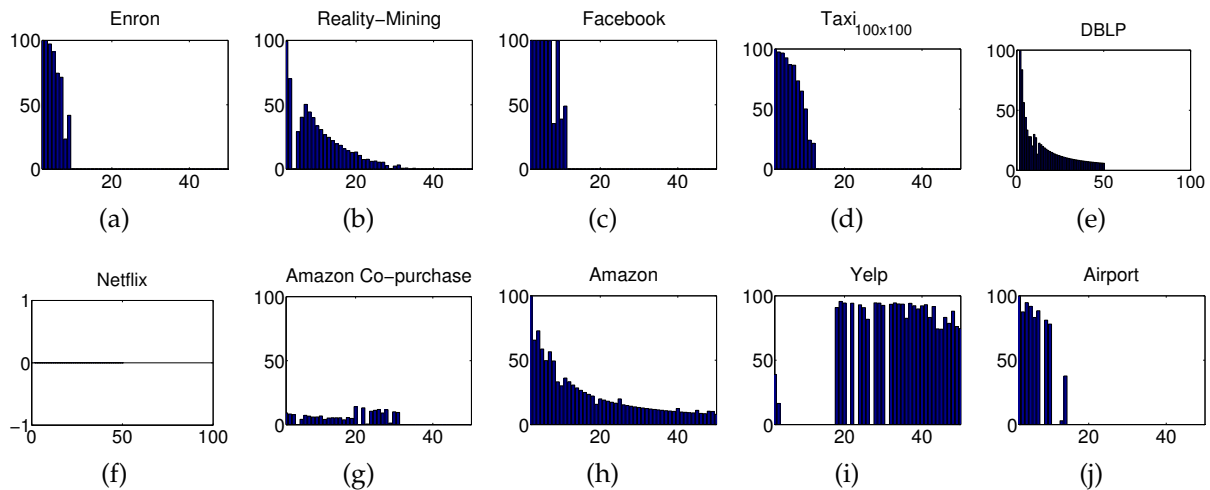 Enron
100
50
0
20 40
(a)
Reality-Mining
100
50
0
20 40
(b)
Facebook
100
50
0
20 40
(c)
Taxi100x100
100
50
0
20 40
(d)
DBLP
100
50
0
0 50 100
(e)
Netflix
1
0
-1
0 50 100
(f)
Amazon Co-purchase
100
50
0
20 40
(g)
Amazon
100
50
0
20 40
(h)
Yelp
100
50
0
20 40
(i)
Airport
100
50
0
20 40
(j)